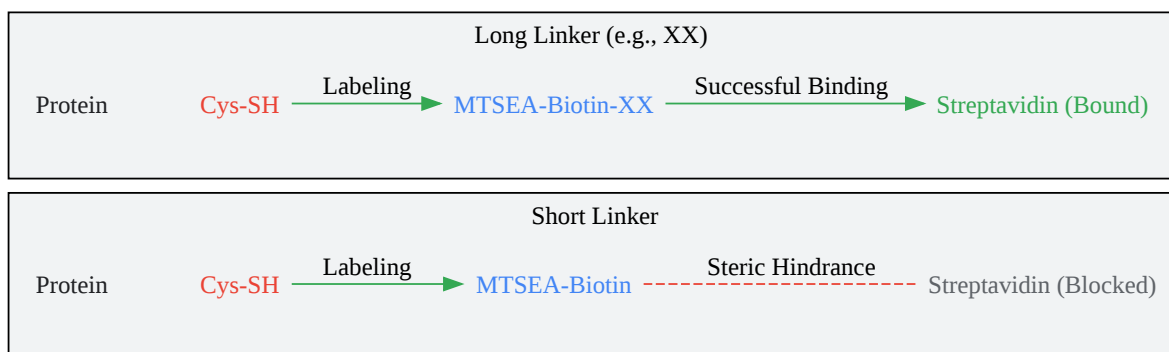 Long Linker (e.g., XX)
Labeling
Successful Binding
Protein Cys-SH MTSEA-Biotin-XX Streptavidin (Bound)
Short Linker
Labeling
Steric Hindrance
Protein Cys-SH MTSEA-Biotin Streptavidin (Blocked)